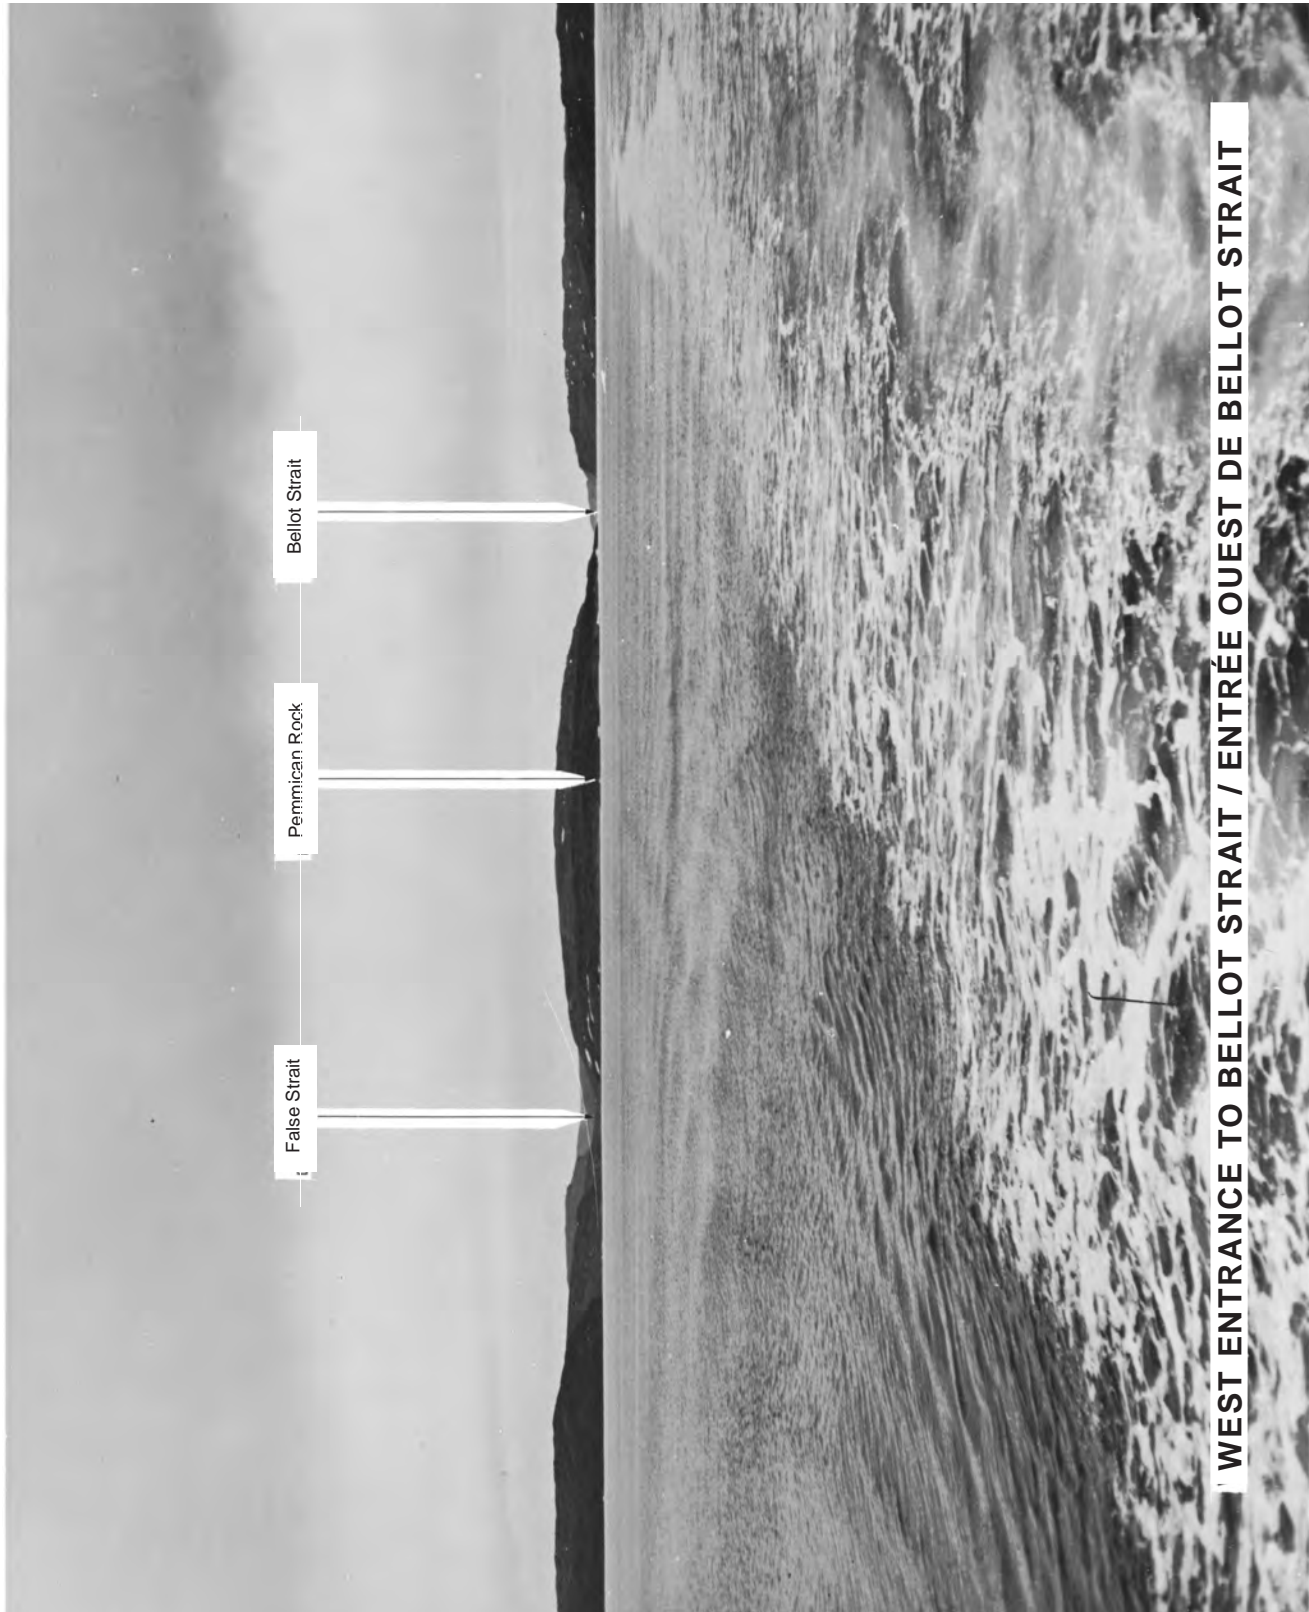 False Strait
Pemmican Rock
Bellot Strait
WEST ENTRANCE TO BELLOT STRAIT / ENTRÉE OUEST DE BELLOT STRAIT